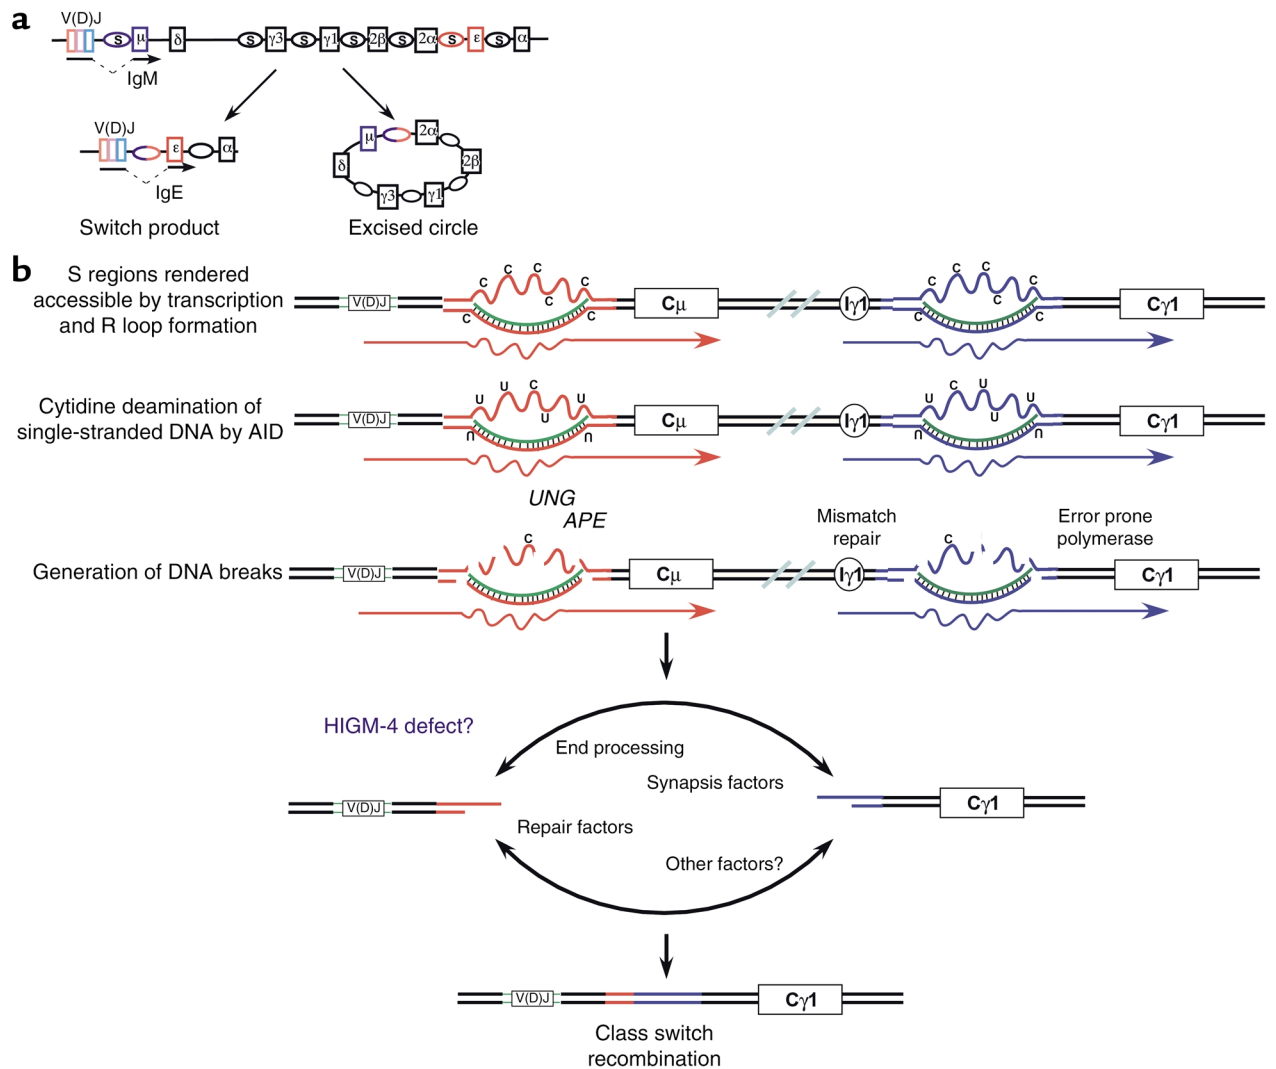 a
V(D)J
S μ δ S γ3 S γ1 S 2β S 2α S ε S α
IgM
V(D)J
ε α
IgE
Switch product
μ 2α
δ 2β
γ3 γ1
Excised circle
b
S regions rendered
accessible by transcription
and R loop formation
C C C C C C C
V(D)J Cμ Iγ1 Cγ1
C C C C C C C
Cytidine deamination of
single-stranded DNA by AID
U U C U U U U
V(D)J Cμ Iγ1 Cγ1
U C U U U U U
UNG
APE
Mismatch
repair
Error prone
polymerase
Generation of DNA breaks
C
V(D)J Cμ Iγ1 Cγ1
C
HIGM-4 defect?
End processing
Synapsis factors
V(D)J Cγ1
Repair factors
Other factors?
V(D)J Cγ1
Class switch
recombination